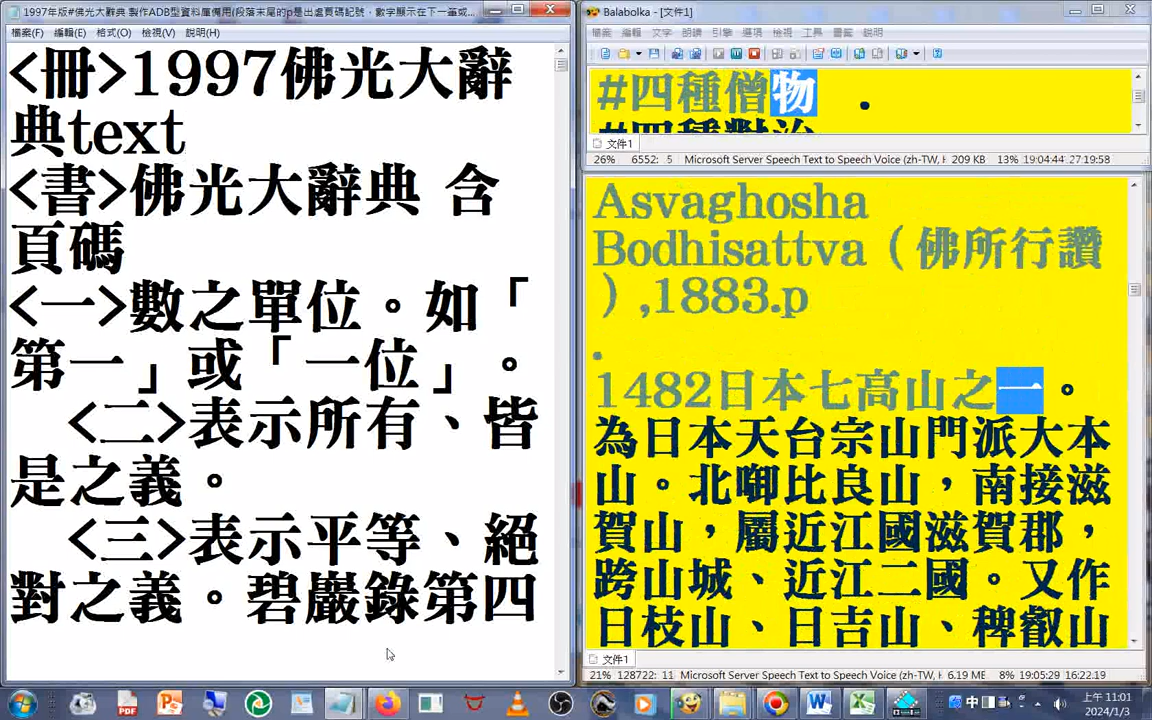 1997年版#佛光大辭典 製作ADB型資料庫備用(段落末尾的p是出處頁碼記號，數字顯示在下一筆或...
檔案(F) 編輯(E) 格式(O) 檢視(V) 說明(H)
<冊>1997佛光大辭
典text
<書>佛光大辭典 含
頁碼
<一>數之單位。如「
第一」或「一位」。
<二>表示所有、皆
是之義。
<三>表示平等、絕
對之義。碧巖錄第四
Balabolka - [文件1]
檔案 編輯 文字 朗讀 引擎 選項 檢視 工具 書籤 說明
#四種僧物 .
#四種對治
文件1
26% 6552: 5 Microsoft Server Speech Text to Speech Voice (zh-TW, H 209 KB 13% 19:04:44 27:19:58
Asvaghosha
Bodhisattva（佛所行讚
）,1883.p
.
1482日本七高山之一。
為日本天台宗山門派大本
山。北啣比良山，南接滋
賀山，屬近江國滋賀郡，
跨山城、近江二國。又作
日枝山、日吉山、稗叡山
文件1
21% 128722: 11 Microsoft Server Speech Text to Speech Voice (zh-TW, H 6.19 MB 8% 19:05:29 16:22:19
PDF
中
上午 11:01
2024/1/3